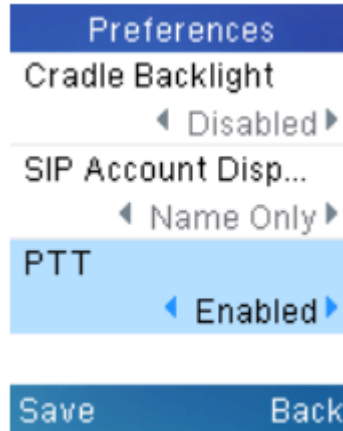 Preferences
Cradle Backlight
Disabled
SIP Account Disp...
Name Only
PTT
Enabled
Save Back